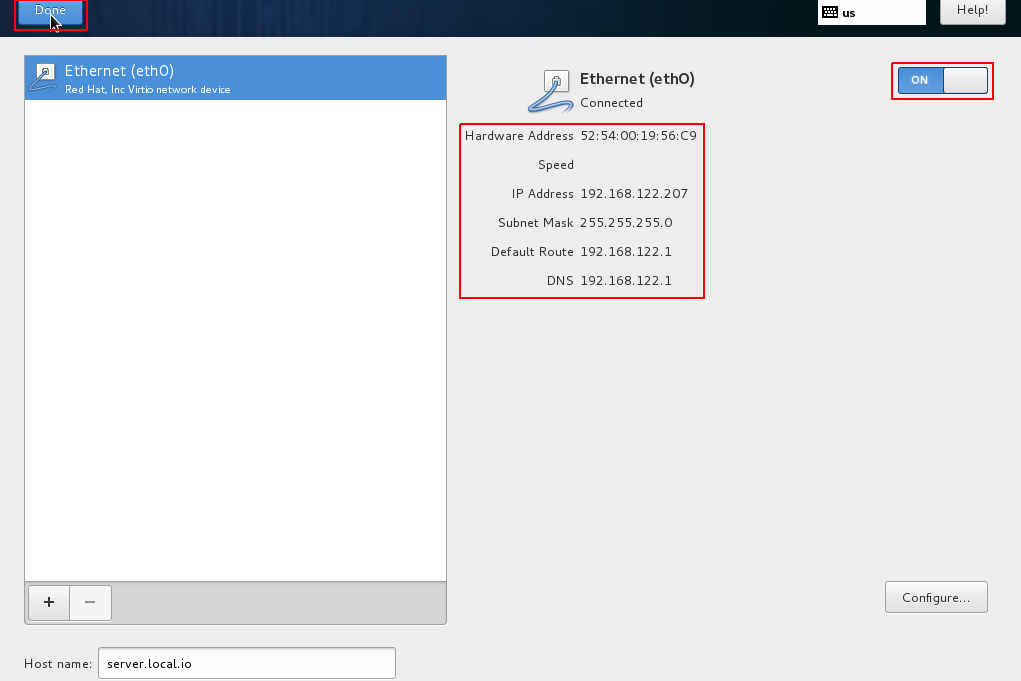 Done
us
Help!
Ethernet (eth0)
Red Hat, Inc Virtio network device
Ethernet (eth0)
Connected
ON
Hardware Address 52:54:00:19:56:C9
Speed
IP Address 192.168.122.207
Subnet Mask 255.255.255.0
Default Route 192.168.122.1
DNS 192.168.122.1
+ −
Configure...
Host name: server.local.io